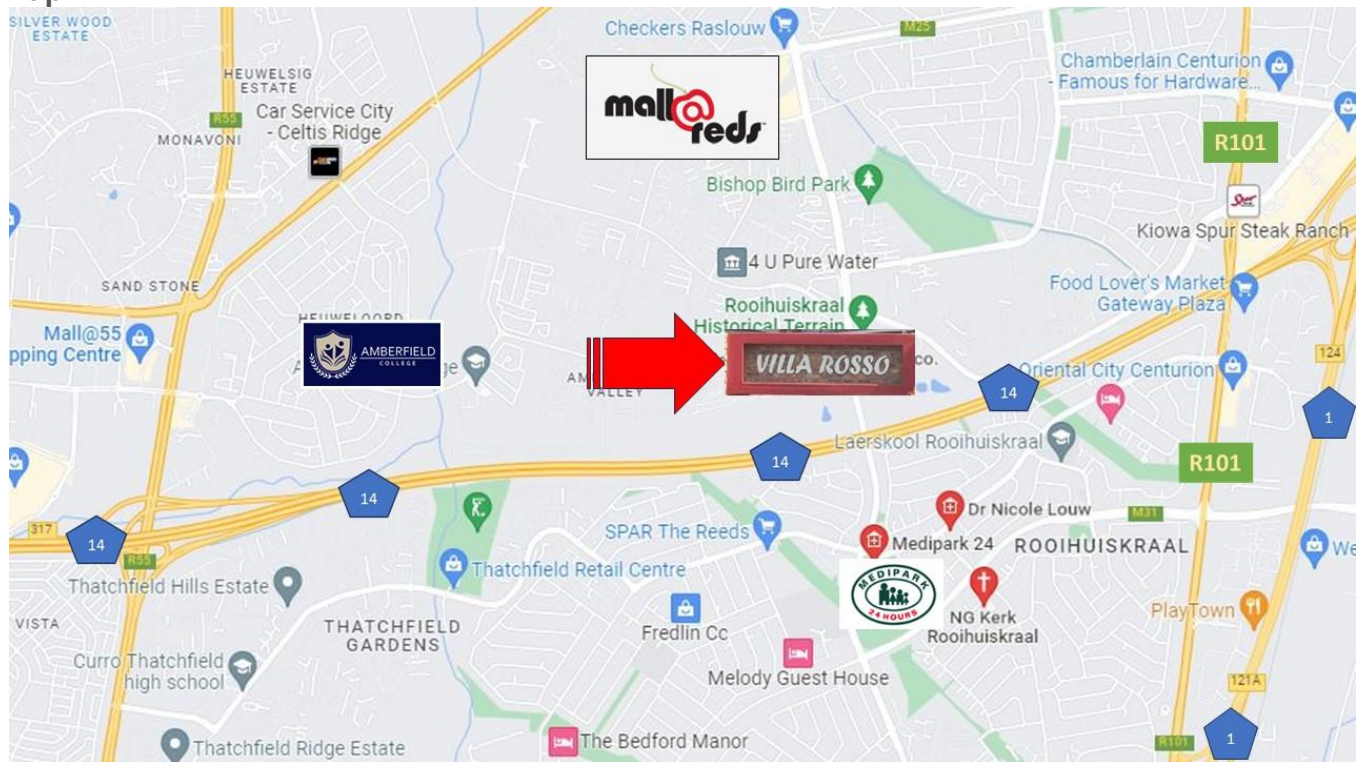 SILVER WOOD
ESTATE
Checkers Raslouw
M25
Chamberlain Centurion
- Famous for Hardware...
HEUWELSIG
ESTATE
R55
Car Service City
- Celtis Ridge
MONAVONI
mall@reds
R101
Bishop Bird Park
Spur
Kiowa Spur Steak Ranch
4 U Pure Water
SAND STONE
Food Lover's Market
Gateway Plaza
Rooihuiskraal
Historical Terrain
HEUWELOORD
Mall@55
pping Centre
AMBERFIELD
COLLEGE
ge
VILLA ROSSO
co.
124
Oriental City Centurion
VALLEY
14
1
Laerskool Rooihuiskraal
14
R101
14
Dr Nicole Louw
M31
317
14
SPAR The Reeds
Medipark 24
ROOIHUISKRAAL
We
R55
Thatchfield Hills Estate
Thatchfield Retail Centre
MEDIPARK
24 HOURS
VISTA
THATCHFIELD
GARDENS
Fredlin Cc
NG Kerk
Rooihuiskraal
PlayTown
Curro Thatchfield
high school
Melody Guest House
121A
Thatchfield Ridge Estate
The Bedford Manor
R101
1